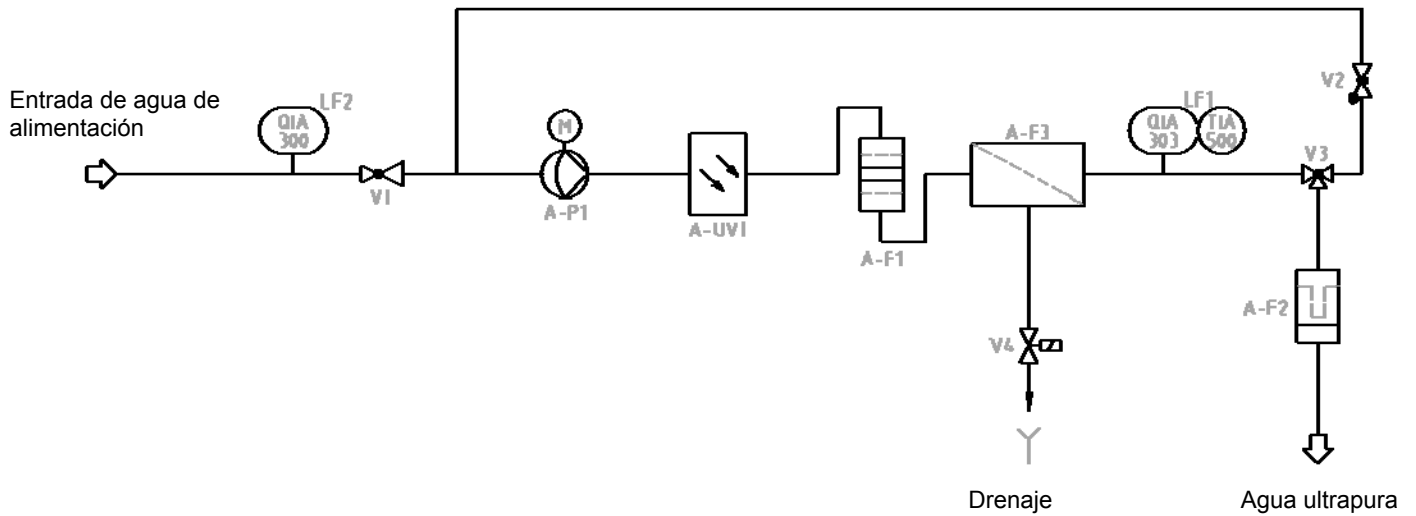 Entrada de agua de
alimentación
LF2
QIA
300
V1
M
A-P1
A-UV1
A-F1
A-F3
LF1
QIA
303
TIA
500
V2
V3
V4
A-F2
Drenaje
Agua ultrapura